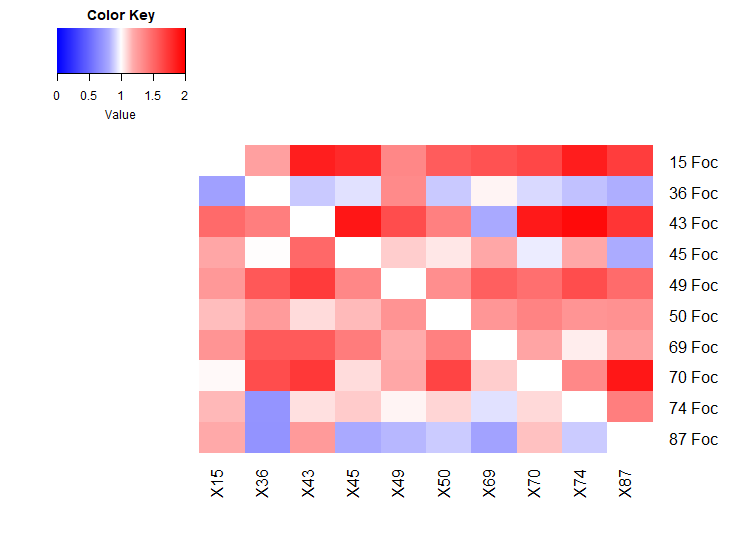 Color Key
0 0.5 1 1.5 2
Value
15 Foc
36 Foc
43 Foc
45 Foc
49 Foc
50 Foc
69 Foc
70 Foc
74 Foc
87 Foc
X15 X36 X43 X45 X49 X50 X69 X70 X74 X87